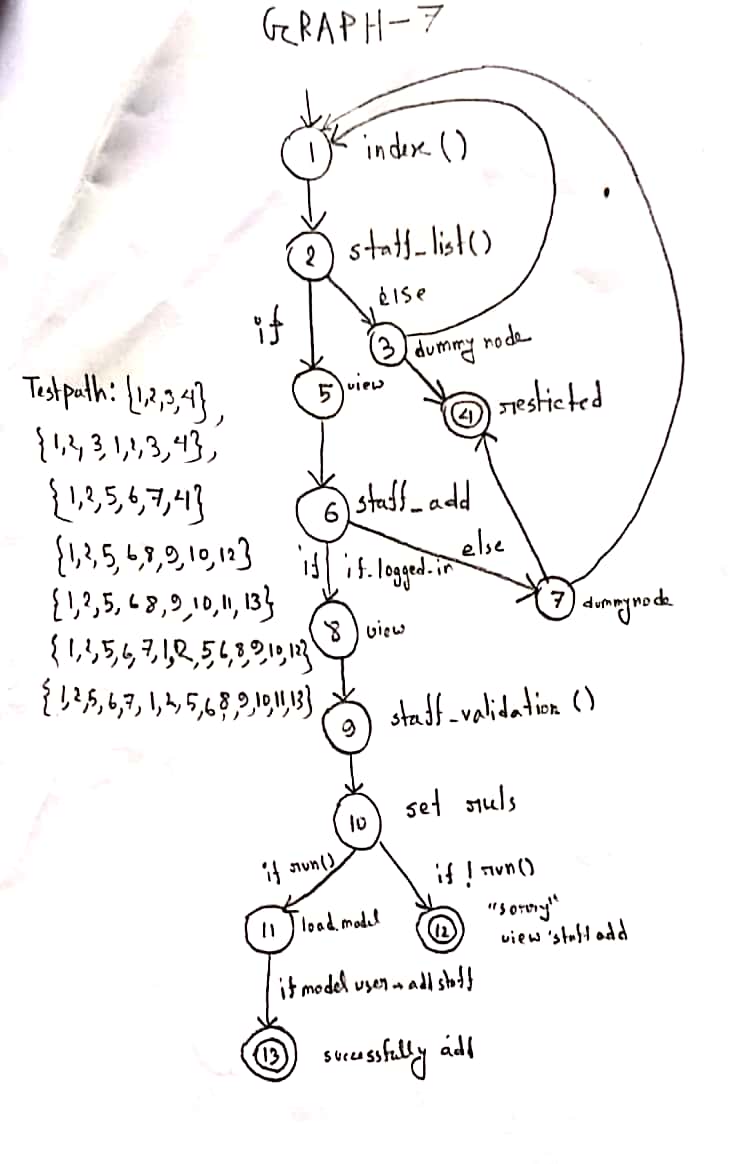 GRAPH-7
1 index ()
2 staff_list()
else
if
3 dummy node
5 view
4 resticted
Testpath: {1,2,3,4},
{1,2,3,1,2,3,4},
{1,2,5,6,7,4}
{1,2,5,6,8,9,10,12}
{1,2,5,6 8,9,10,11,13}
{1,2,5,6,7,1,2,5,6,8,9,10,12}
{1,2,5,6,7,1,2,5,6 8,9,10,11,13}
6 staff_add
else
if if.logged.in
7 dummynode
8 view
9 staff_validation ()
10 set ruls
if run()
if ! run()
11 load.model
12 "sorry"
view 'staff add
if model user → add staff
13 successfully add